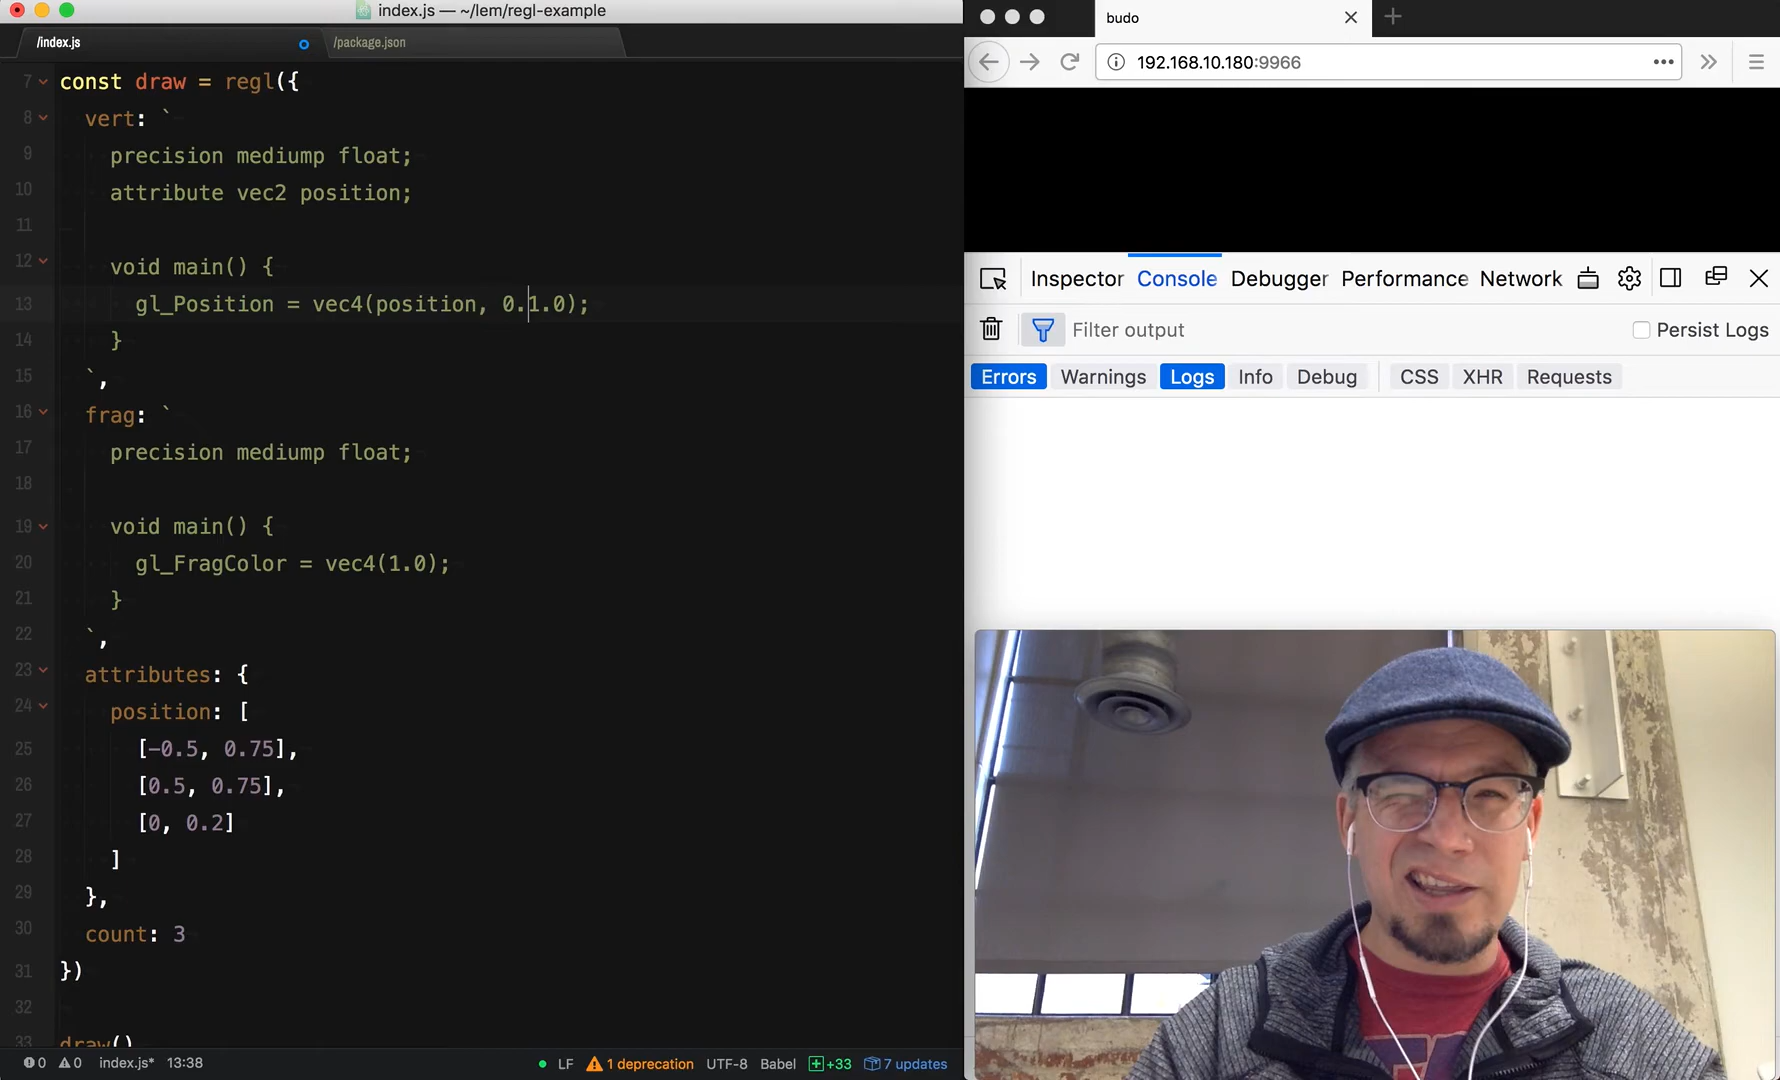 index.js — ~/lem/regl-example
/index.js
/package.json
7 const draw = regl({
8 vert: `
9 precision mediump float;
10 attribute vec2 position;
11
12 void main() {
13 gl_Position = vec4(position, 0.1.0);
14 }
15 `,
16 frag: `
17 precision mediump float;
18
19 void main() {
20 gl_FragColor = vec4(1.0);
21 }
22 `,
23 attributes: {
24 position: [
25 [-0.5, 0.75],
26 [0.5, 0.75],
27 [0, 0.2]
28 ]
29 },
30 count: 3
31 })
32
33 draw()
0 0 index.js* 13:38 LF 1 deprecation UTF-8 Babel +33 7 updates
budo
192.168.10.180:9966
Inspector Console Debugger Performance Network
Filter output Persist Logs
Errors Warnings Logs Info Debug CSS XHR Requests